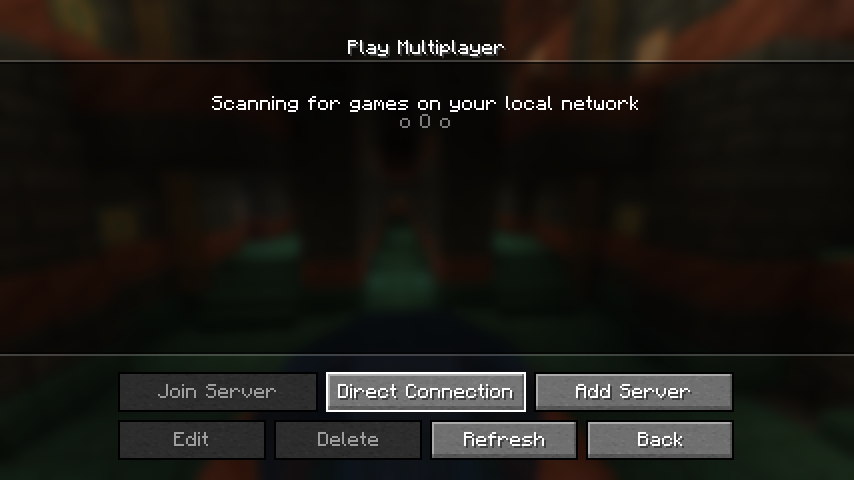 Play Multiplayer
Scanning for games on your local network
o O o
Join Server
Direct Connection
Add Server
Edit
Delete
Refresh
Back